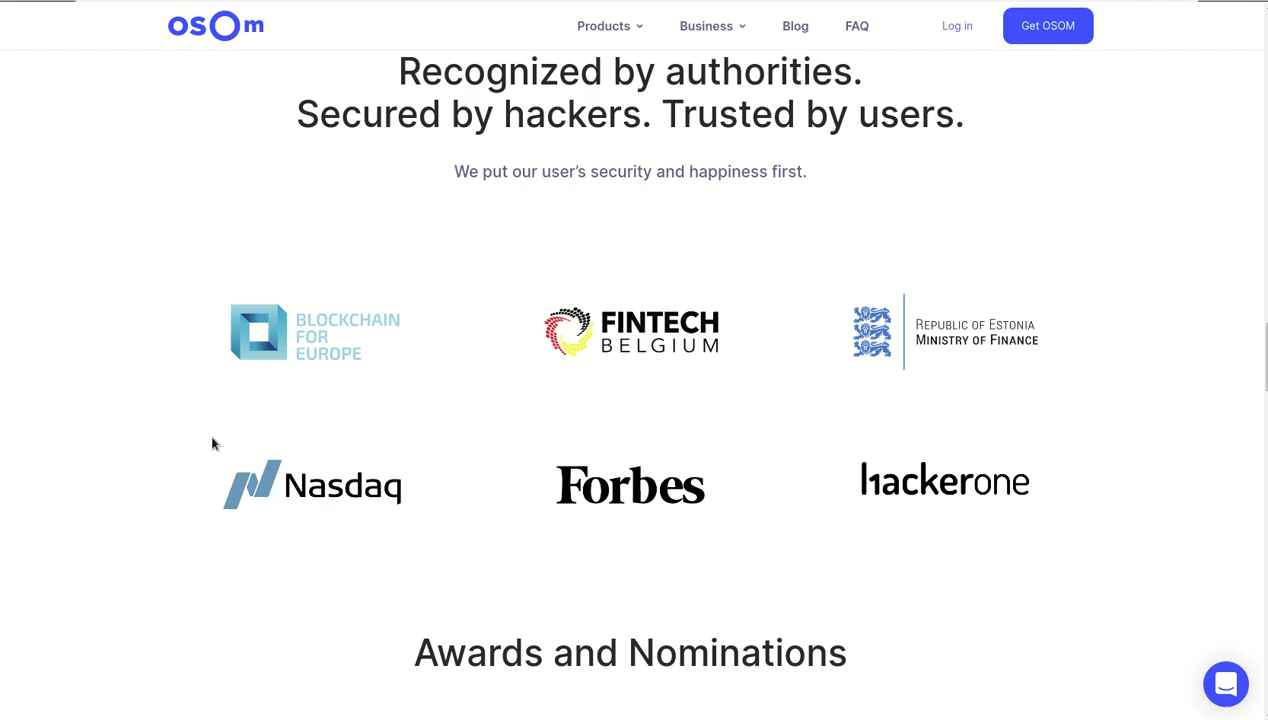 osom
Products
Business
Blog
FAQ
Log in
Get OSOM
Recognized by authorities.
Secured by hackers. Trusted by users.
We put our user’s security and happiness first.
BLOCKCHAIN
FOR
EUROPE
FINTECH
BELGIUM
REPUBLIC OF ESTONIA
MINISTRY OF FINANCE
Nasdaq
Forbes
hackerone
Awards and Nominations